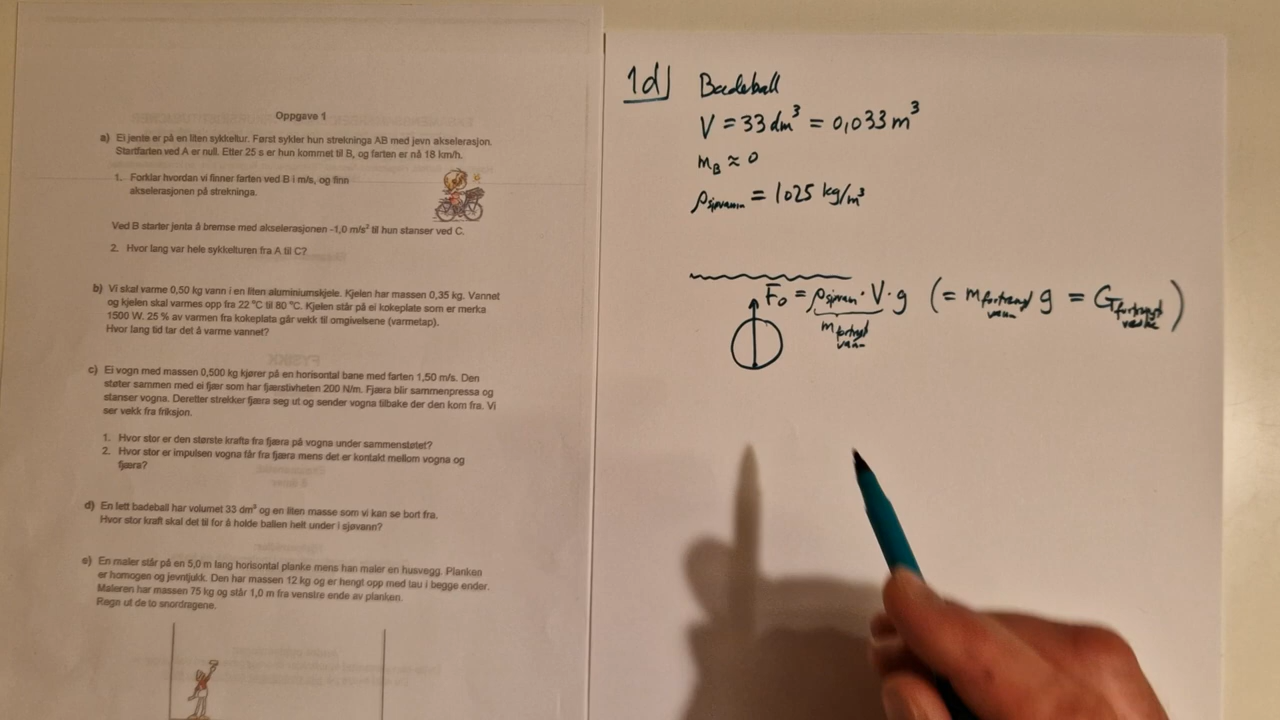 Oppgave 1
a) Ei jente er på en liten sykkeltur. Først sykler hun strekninga AB med jevn akselerasjon.
Startfarten ved A er null. Etter 25 s er hun kommet til B, og farten er nå 18 km/h.
1. Forklar hvordan vi finner farten ved B i m/s, og finn
akselerasjonen på strekninga.
Ved B starter jenta å bremse med akselerasjonen -1,0 m/s² til hun stanser ved C.
2. Hvor lang var hele sykkelturen fra A til C?
b) Vi skal varme 0,50 kg vann i en liten aluminiumskjele. Kjelen har massen 0,35 kg. Vannet
og kjelen skal varmes opp fra 22 °C til 80 °C. Kjelen står på ei kokeplate som er merka
1500 W. 25 % av varmen fra kokeplata går vekk til omgivelsene (varmetap).
Hvor lang tid tar det å varme vannet?
c) Ei vogn med massen 0,500 kg kjører på en horisontal bane med farten 1,50 m/s. Den
støter sammen med ei fjær som har fjærstivheten 200 N/m. Fjæra blir sammenpressa og
stanser vogna. Deretter strekker fjæra seg ut og sender vogna tilbake der den kom fra. Vi
ser vekk fra friksjon.
1. Hvor stor er den største krafta fra fjæra på vogna under sammenstøtet?
2. Hvor stor er impulsen vogna får fra fjæra mens det er kontakt mellom vogna og
fjæra?
d) En lett badeball har volumet 33 dm³ og en liten masse som vi kan se bort fra.
Hvor stor kraft skal det til for å holde ballen helt under i sjøvann?
e) En maler står på en 5,0 m lang horisontal planke mens han maler en husvegg. Planken
er homogen og jevntjukk. Den har massen 12 kg og er hengt opp med tau i begge ender.
Maleren har massen 75 kg og står 1,0 m fra venstre ende av planken.
Regn ut de to snordragene.
1d) Badeball
V = 33 dm³ = 0,033 m³
m_B ≈ 0
ρ_sjøvann = 1025 kg/m³
F_O = ρ_sjøvan · V · g (= m_fortrengt vann g = G_fortrengt væske)
m_fortrngt vann